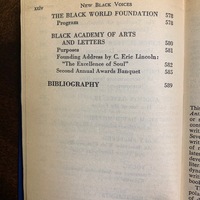 xxiv
NEW BLACK VOICES
THE BLACK WORLD FOUNDATION 578
Program 578
BLACK ACADEMY OF ARTS
AND LETTERS 580
Purposes 581
Founding Address by C. Eric Lincoln:
"The Excellence of Soul" 582
Second Annual Awards Banquet 585
BIBLIOGRAPHY 589